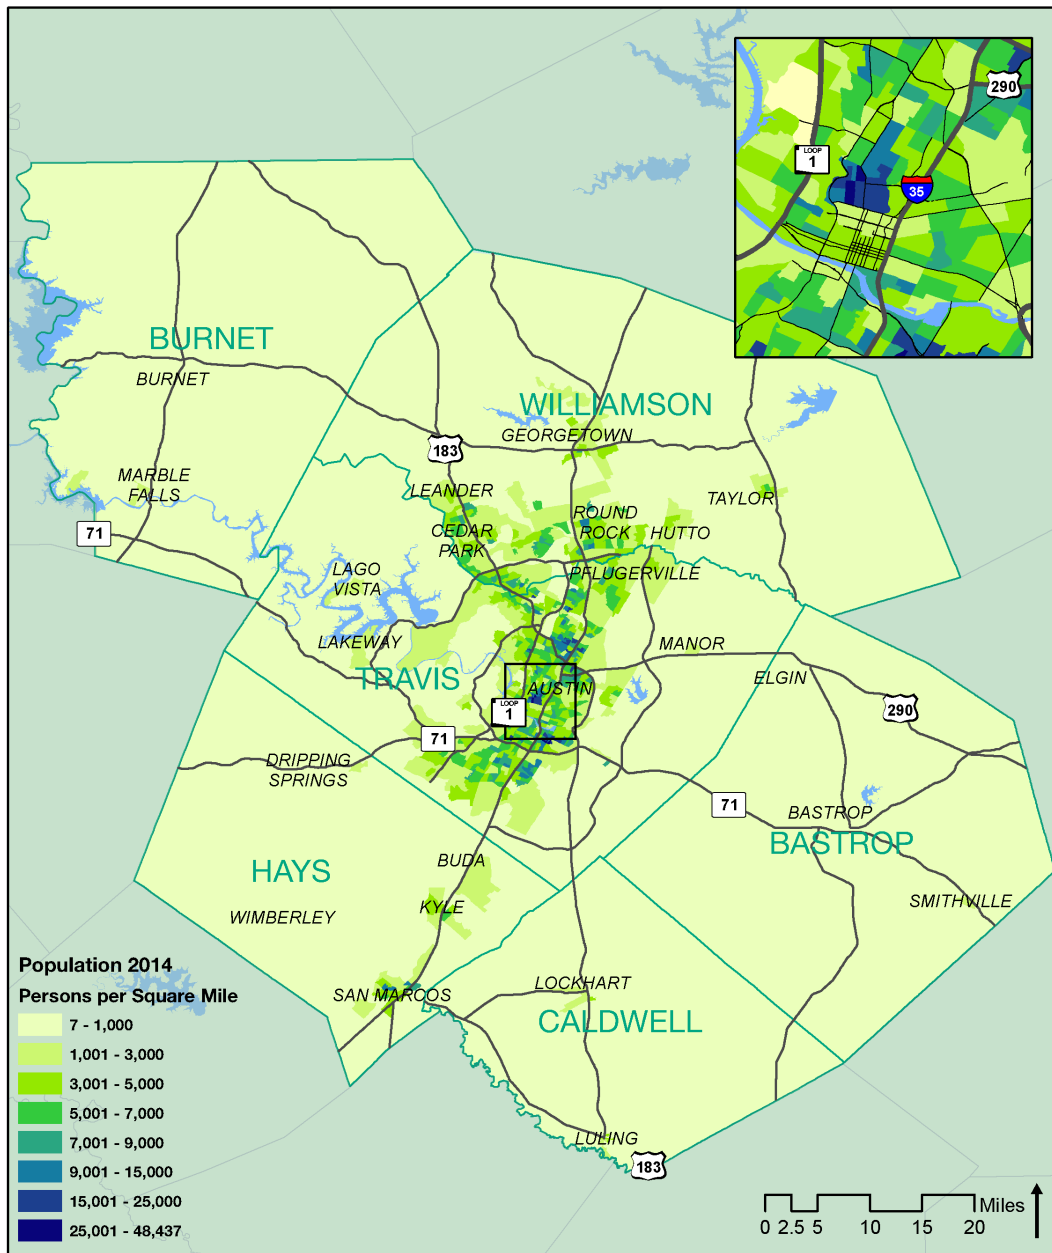 290
LOOP
1
35
BURNET
BURNET
WILLIAMSON
GEORGETOWN
183
MARBLE
FALLS
LEANDER
TAYLOR
ROUND
ROCK
HUTTO
CEDAR
PARK
71
LAGO
VISTA
PFLUGERVILLE
LAKEWAY
MANOR
TRAVIS
ELGIN
AUSTIN
LOOP
1
290
71
DRIPPING
SPRINGS
71
BASTROP
BASTROP
BUDA
HAYS
KYLE
SMITHVILLE
WIMBERLEY
Population 2014
Persons per Square Mile
7 - 1,000
1,001 - 3,000
3,001 - 5,000
5,001 - 7,000
7,001 - 9,000
9,001 - 15,000
15,001 - 25,000
25,001 - 48,437
SAN MARCOS
LOCKHART
CALDWELL
LULING
183
Miles
0 2.5 5 10 15 20